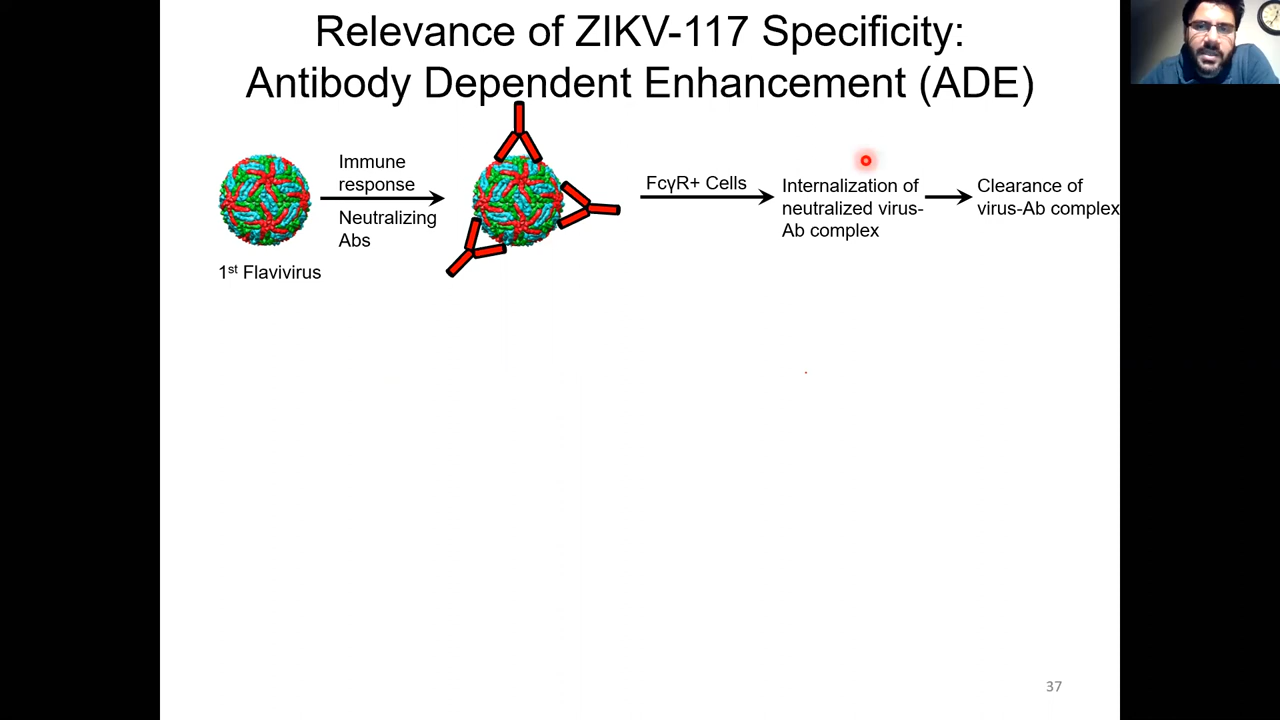 Relevance of ZIKV-117 Specificity:
Antibody Dependent Enhancement (ADE)
Immune
response
Neutralizing
Abs
1st Flavivirus
FcγR+ Cells
Internalization of
neutralized virus-
Ab complex
Clearance of
virus-Ab complex
37